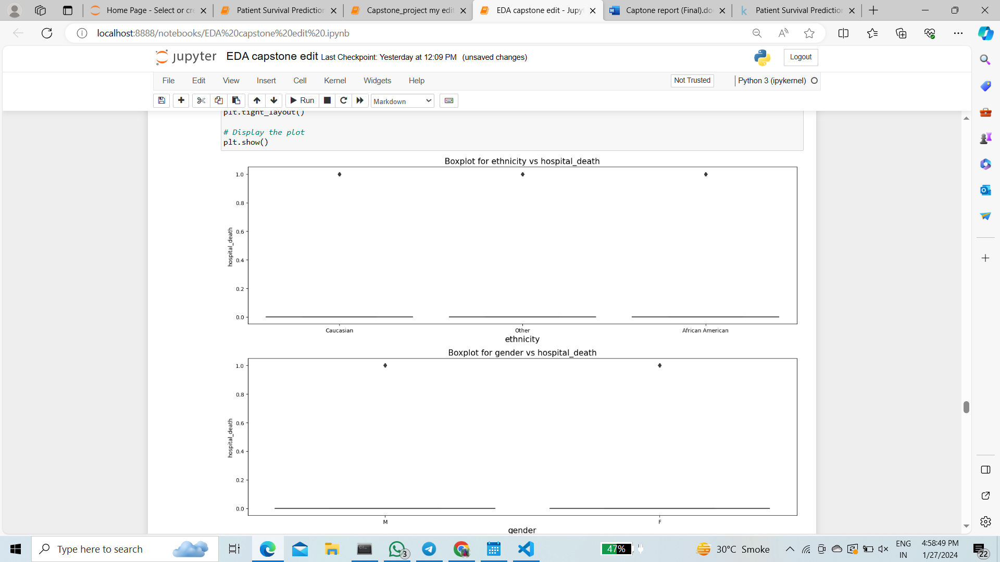 Home Page - Select or cre
Patient Survival Prediction
Capstone_project my edit
EDA capstone edit - Jupyt
Captone report (Final).do
Patient Survival Prediction
localhost:8888/notebooks/EDA%20capstone%20edit%20.ipynb
jupyter EDA capstone edit Last Checkpoint: Yesterday at 12:09 PM (unsaved changes)
Logout
File Edit View Insert Cell Kernel Widgets Help
Not Trusted
Python 3 (ipykernel)
Run
Markdown
plt.tight_layout()
# Display the plot
plt.show()
Boxplot for ethnicity vs hospital_death
1.0
0.8
0.6
0.4
0.2
0.0
hospital_death
Caucasian Other African American
ethnicity
Boxplot for gender vs hospital_death
1.0
0.8
0.6
0.4
0.2
0.0
hospital_death
M F
gender
Type here to search
3
47%
30°C Smoke
ENG
IN
4:58:49 PM
1/27/2024
22